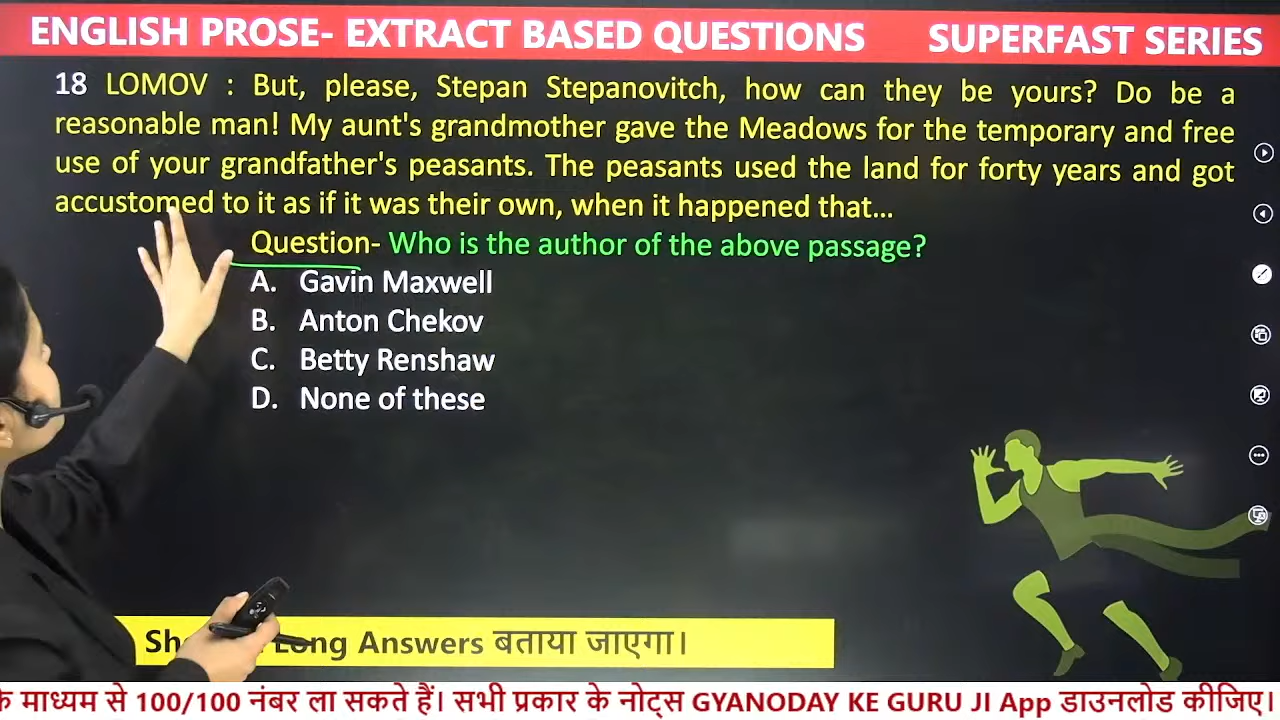 ENGLISH PROSE- EXTRACT BASED QUESTIONS SUPERFAST SERIES
18 LOMOV : But, please, Stepan Stepanovitch, how can they be yours? Do be a
reasonable man! My aunt's grandmother gave the Meadows for the temporary and free
use of your grandfather's peasants. The peasants used the land for forty years and got
accustomed to it as if it was their own, when it happened that...
Question- Who is the author of the above passage?
A. Gavin Maxwell
B. Anton Chekov
C. Betty Renshaw
D. None of these
Long Answers बताया जाएगा।
के माध्यम से 100/100 नंबर ला सकते हैं। सभी प्रकार के नोट्स GYANODAY KE GURU JI App डाउनलोड कीजिए।